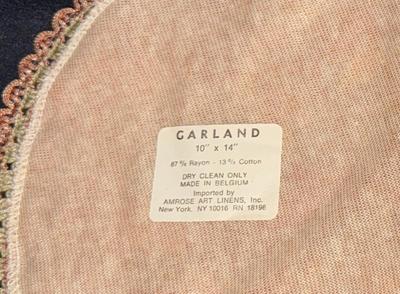 GARLAND
10" x 14"
87% Rayon - 13% Cotton
DRY CLEAN ONLY
MADE IN BELGIUM
Imported by
AMROSE ART LINENS, Inc.
New York, NY 10016 RN 18198